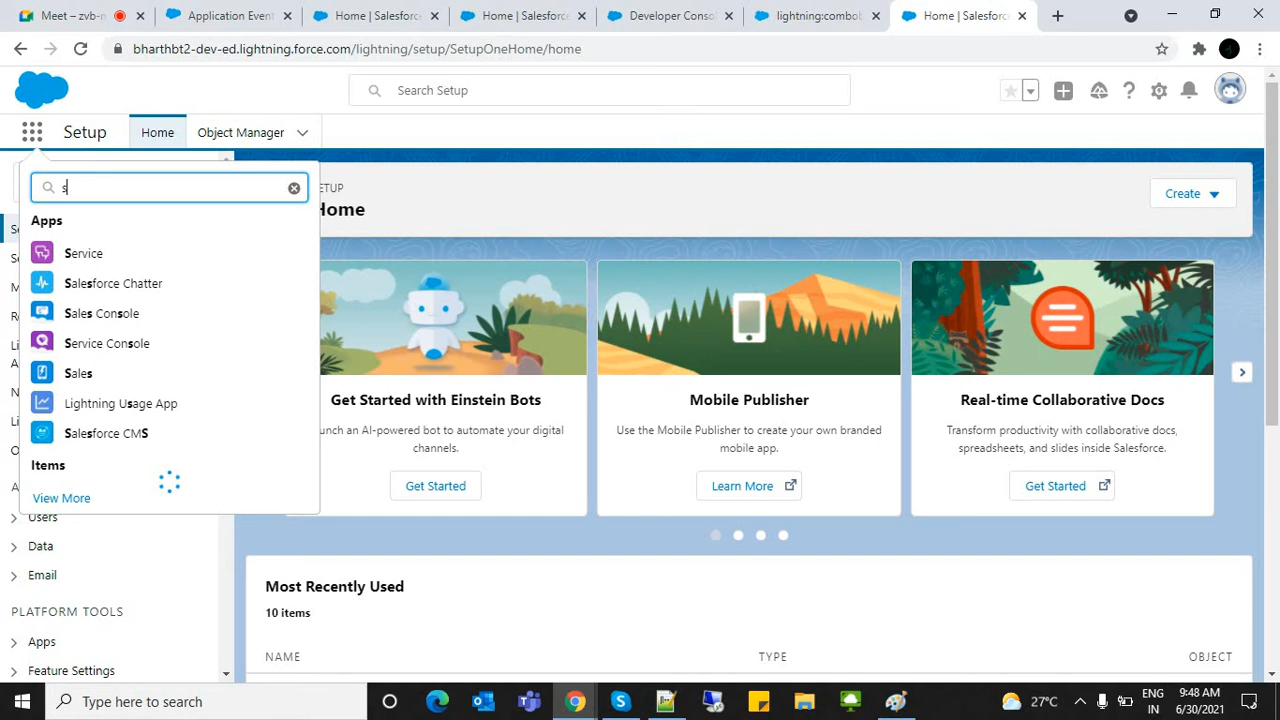 Meet – zvb-n
Application Event
Home | Salesforce
Home | Salesforce
Developer Conso
lightning:combob
Home | Salesforc
bharthbt2-dev-ed.lightning.force.com/lightning/setup/SetupOneHome/home
Search Setup
Setup
Home
Object Manager
s
Apps
Service
Salesforce Chatter
Sales Console
Service Console
Sales
Lightning Usage App
Salesforce CMS
Items
View More
Users
Data
Email
PLATFORM TOOLS
Apps
Feature Settings
SETUP
Home
Create
Get Started with Einstein Bots
unch an AI-powered bot to automate your digital
channels.
Get Started
Mobile Publisher
Use the Mobile Publisher to create your own branded
mobile app.
Learn More
Real-time Collaborative Docs
Transform productivity with collaborative docs,
spreadsheets, and slides inside Salesforce.
Get Started
Most Recently Used
10 items
NAME
TYPE
OBJECT
Type here to search
27°C
ENG
IN
9:48 AM
6/30/2021